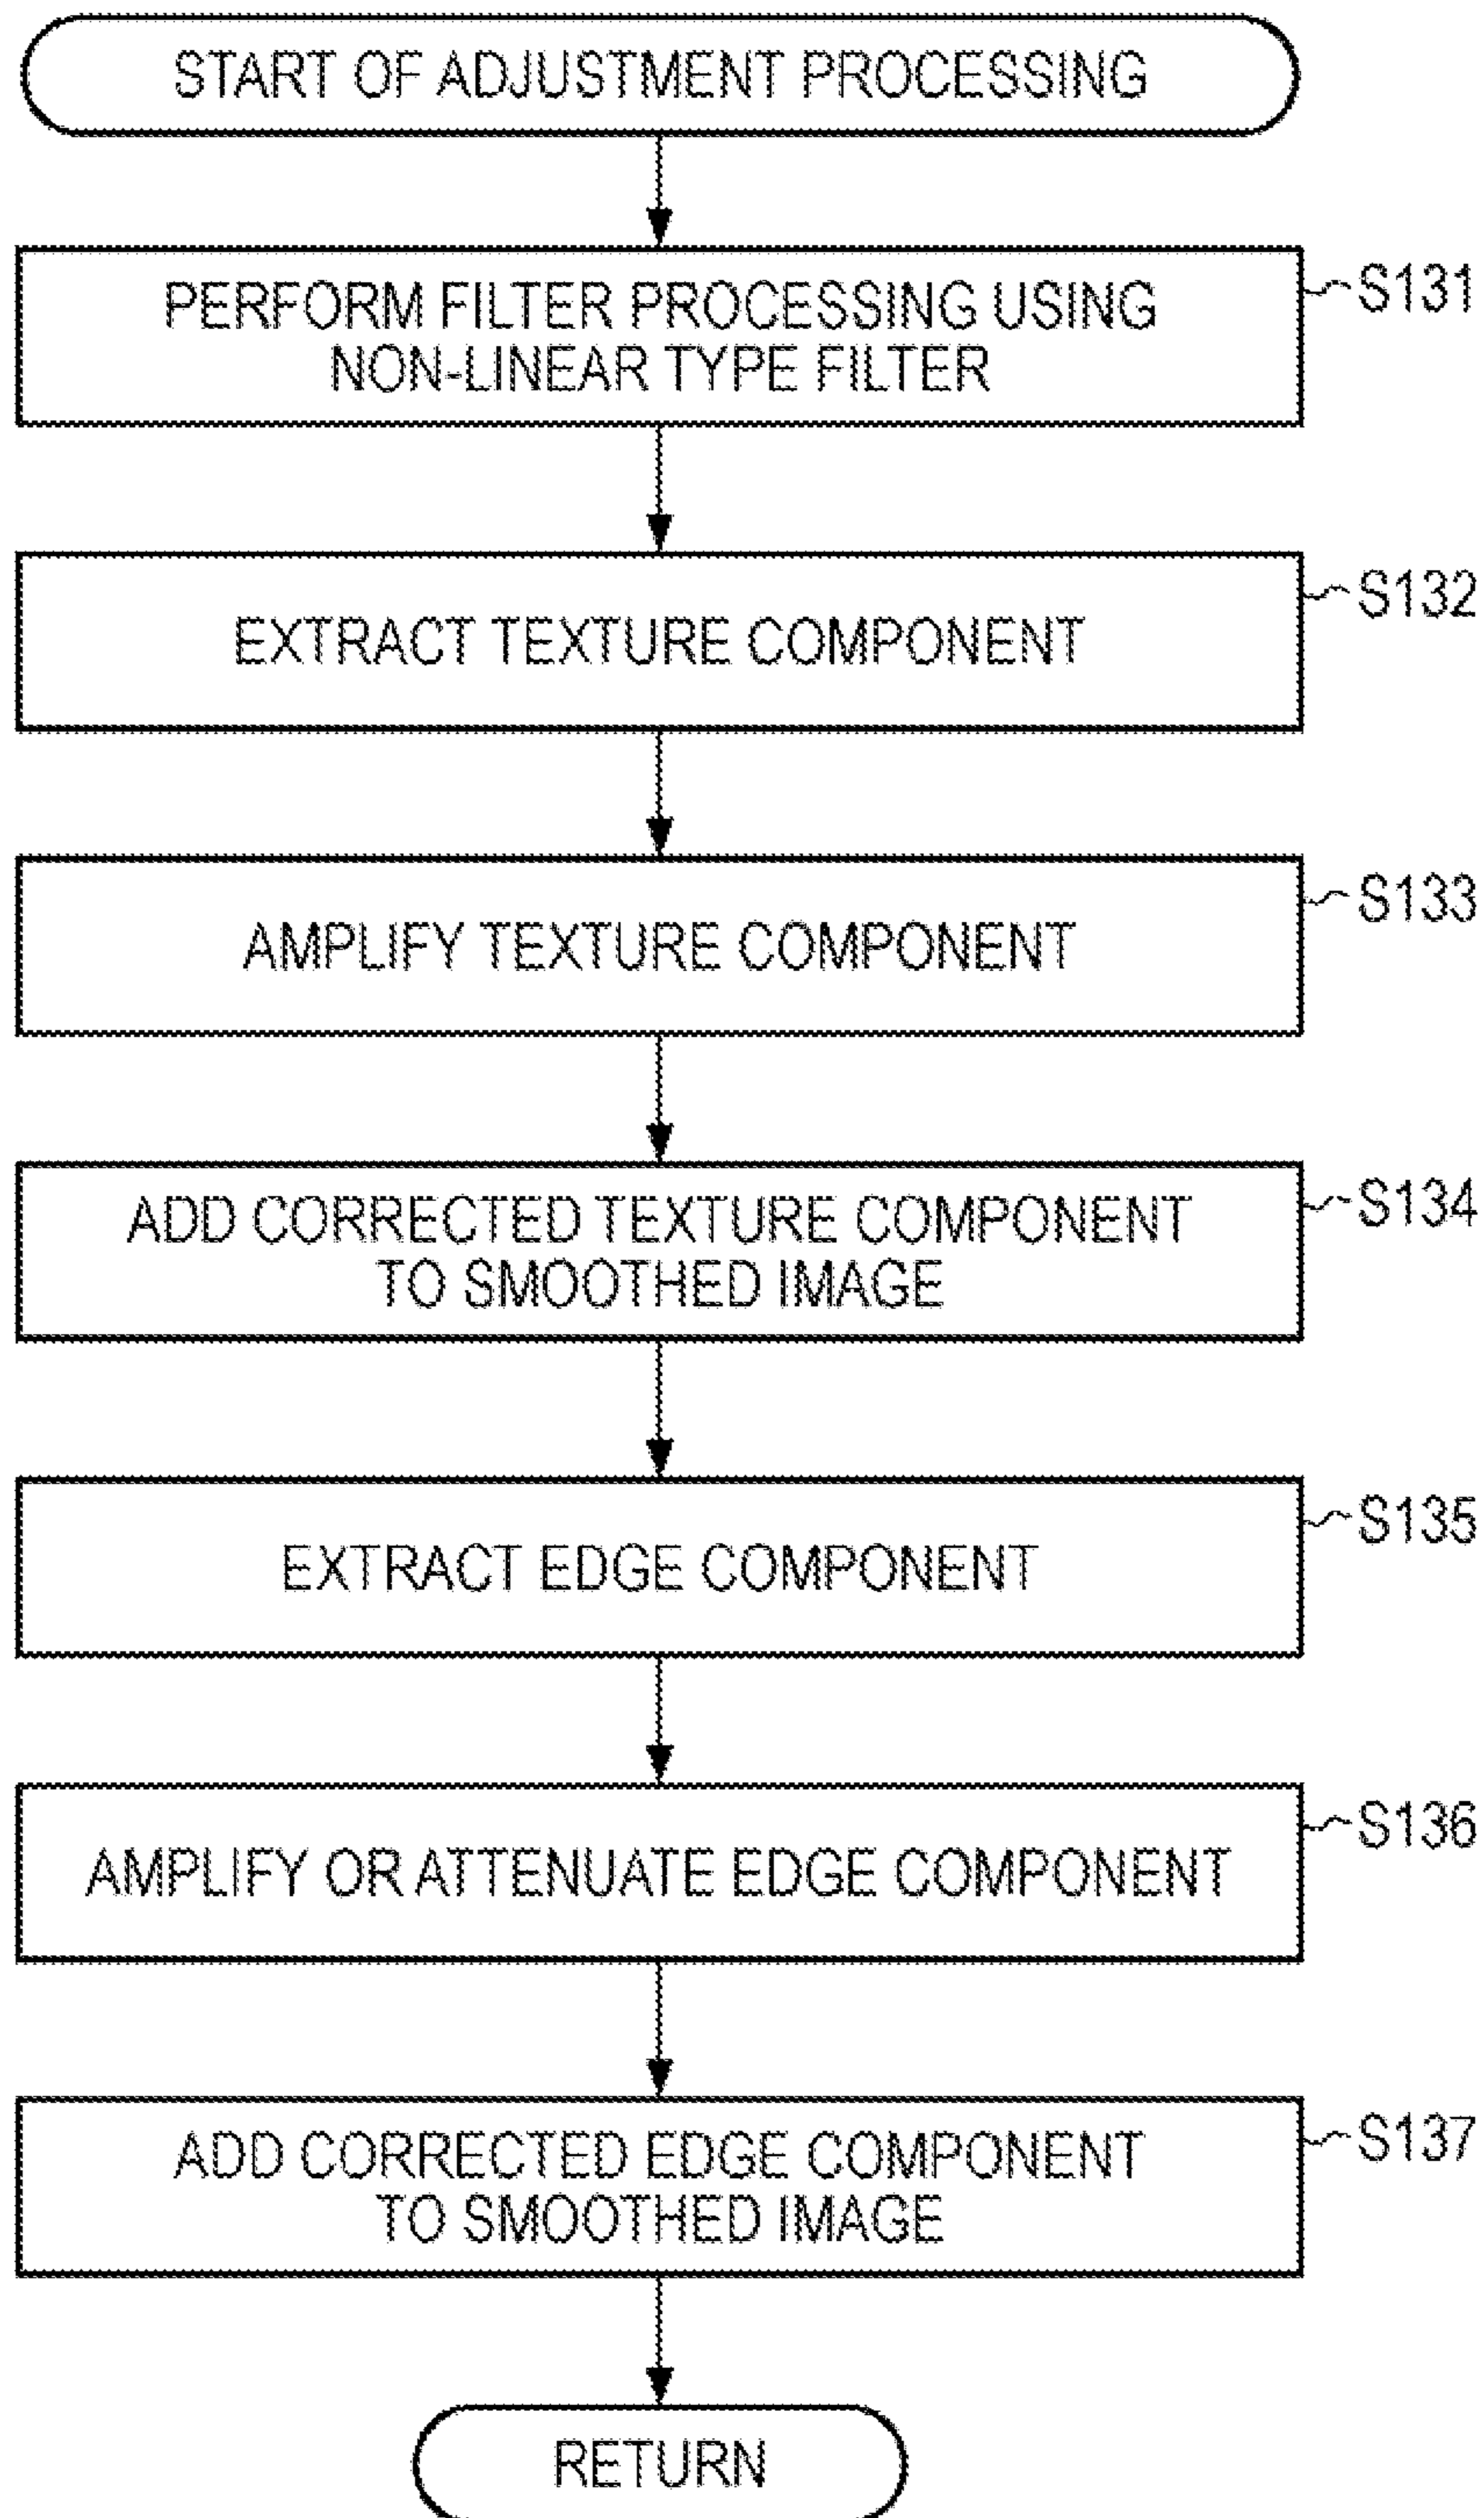 START OF ADJUSTMENT PROCESSING
PERFORM FILTER PROCESSING USING
NON-LINEAR TYPE FILTER
S131
EXTRACT TEXTURE COMPONENT
S132
AMPLIFY TEXTURE COMPONENT
S133
ADD CORRECTED TEXTURE COMPONENT
TO SMOOTHED IMAGE
S134
EXTRACT EDGE COMPONENT
S135
AMPLIFY OR ATTENUATE EDGE COMPONENT
S136
ADD CORRECTED EDGE COMPONENT
TO SMOOTHED IMAGE
S137
RETURN